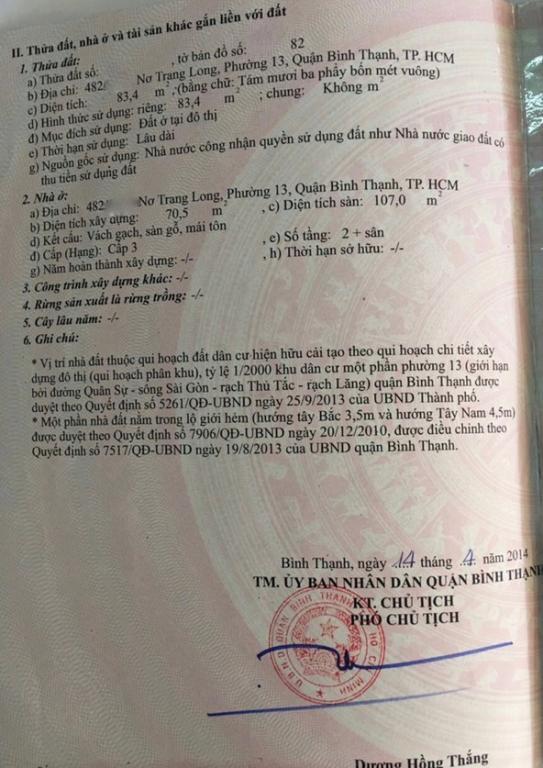 II. Thửa đất, nhà ở và tài sản khác gắn liền với đất
1. Thửa đất:
a) Thửa đất số: , tờ bản đồ số: 82
b) Địa chỉ: 482/ Nơ Trang Long, Phường 13, Quận Bình Thạnh, TP. HCM
c) Diện tích: 83,4 m², (bằng chữ: Tám mươi ba phẩy bốn mét vuông)
d) Hình thức sử dụng: riêng: 83,4 m² ; chung: Không m²
đ) Mục đích sử dụng: Đất ở tại đô thị
e) Thời hạn sử dụng: Lâu dài
g) Nguồn gốc sử dụng: Nhà nước công nhận quyền sử dụng đất như Nhà nước giao đất có
thu tiền sử dụng đất
2. Nhà ở:
a) Địa chỉ: 482 Nơ Trang Long, Phường 13, Quận Bình Thạnh, TP. HCM
b) Diện tích xây dựng: 70,5 m² , c) Diện tích sàn: 107,0 m²
d) Kết cấu: Vách gạch, sàn gỗ, mái tôn
đ) Cấp (Hạng): Cấp 3 , e) Số tầng: 2 + sân
g) Năm hoàn thành xây dựng: -/- , h) Thời hạn sở hữu: -/-
3. Công trình xây dựng khác: -/-
4. Rừng sản xuất là rừng trồng: -/-
5. Cây lâu năm: -/-
6. Ghi chú:
* Vị trí nhà đất thuộc qui hoạch đất dân cư hiện hữu cải tạo theo qui hoạch chi tiết xây
dựng đô thị (qui hoạch phân khu), tỷ lệ 1/2000 khu dân cư một phần phường 13 (giới hạn
bởi đường Quân Sự - sông Sài Gòn - rạch Thủ Tắc - rạch Lăng) quận Bình Thạnh được
duyệt theo Quyết định số 5261/QĐ-UBND ngày 25/9/2013 của UBND Thành phố.
* Một phần nhà đất nằm trong lộ giới hẻm (hướng tây Bắc 3,5m và hướng Tây Nam 4,5m)
được duyệt theo Quyết định số 7906/QĐ-UBND ngày 20/12/2010, được điều chỉnh theo
Quyết định số 7517/QĐ-UBND ngày 19/8/2013 của UBND quận Bình Thạnh.
Bình Thạnh, ngày 14 tháng 4 năm 2014
TM. ỦY BAN NHÂN DÂN QUẬN BÌNH THẠNH
KT. CHỦ TỊCH
PHÓ CHỦ TỊCH
U.B.N.D QUẬN BÌNH THẠNH HỒ CHÍ MINH
Dương Hồng Thắng